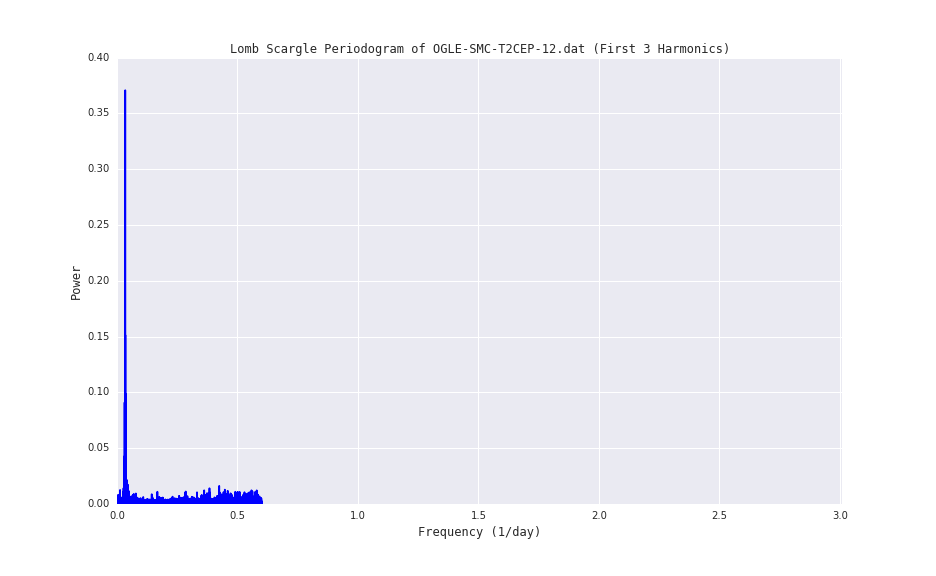 Lomb Scargle Periodogram of OGLE-SMC-T2CEP-12.dat (First 3 Harmonics)
0.40
0.35
0.30
0.25
0.20
0.15
0.10
0.05
0.00
Power
0.0 0.5 1.0 1.5 2.0 2.5 3.0
Frequency (1/day)